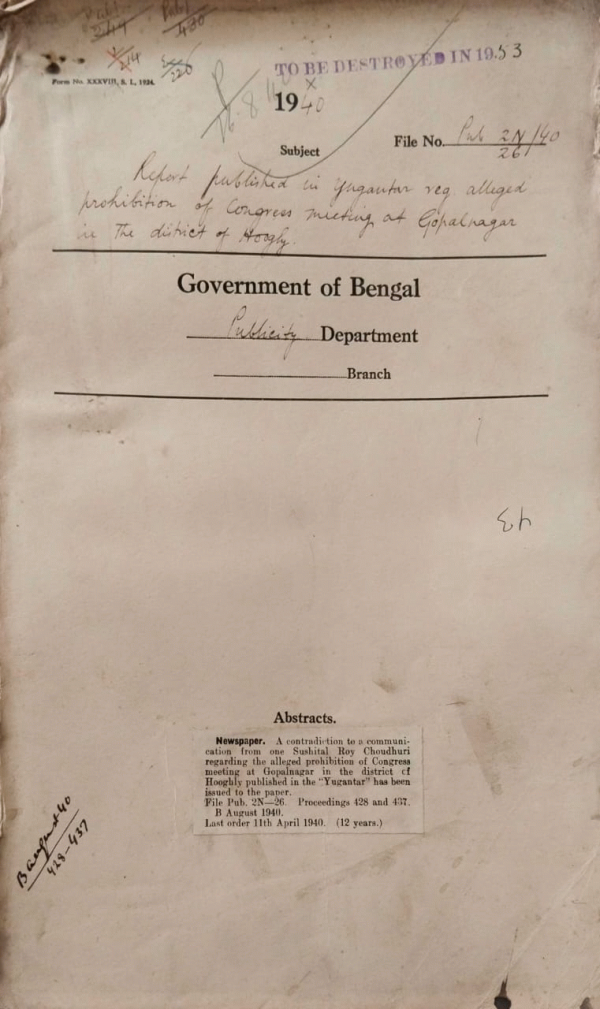 Form No. XXXVIII, S. I., 1924.
TO BE DESTROYED IN 1953
1940
File No. Pub 2N/40
26
Subject
Report published in Yugantar reg alleged
prohibition of Congress meeting at Gopalnagar
in the district of Hoogly.
Government of Bengal
Publicity Department
Branch
Abstracts.
Newspaper. A contradiction to a communi-
cation from one Sushital Roy Choudhuri
regarding the alleged prohibition of Congress
meeting at Gopalnagar in the district of
Hooghly published in the "Yugantar" has been
issued to the paper.
File Pub. 2N—26. Proceedings 428 and 437.
B August 1940.
Last order 11th April 1940. (12 years.)
B August 40
428-437